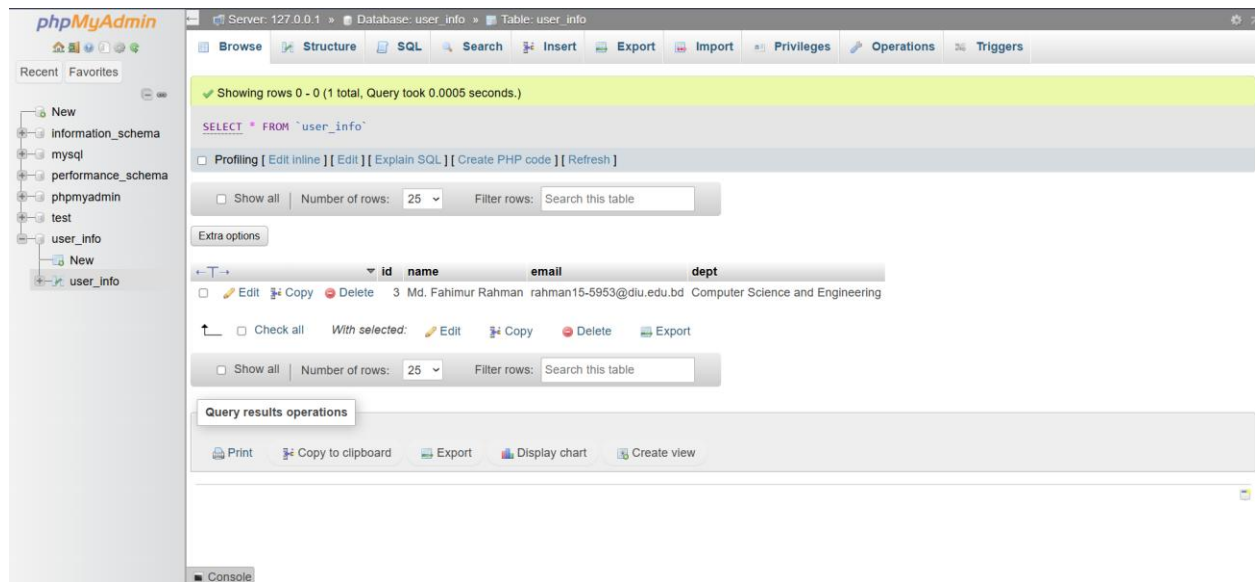 phpMyAdmin
Recent Favorites
New
information_schema
mysql
performance_schema
phpmyadmin
test
user_info
New
user_info
Server: 127.0.0.1 » Database: user_info » Table: user_info
Browse Structure SQL Search Insert Export Import Privileges Operations Triggers
Showing rows 0 - 0 (1 total, Query took 0.0005 seconds.)
SELECT * FROM `user_info`
Profiling [ Edit inline ] [ Edit ] [ Explain SQL ] [ Create PHP code ] [ Refresh ]
Show all | Number of rows: 25 Filter rows: Search this table
Extra options
←T→ id name email dept
Edit Copy Delete 3 Md. Fahimur Rahman rahman15-5953@diu.edu.bd Computer Science and Engineering
Check all With selected: Edit Copy Delete Export
Show all | Number of rows: 25 Filter rows: Search this table
Query results operations
Print Copy to clipboard Export Display chart Create view
Console